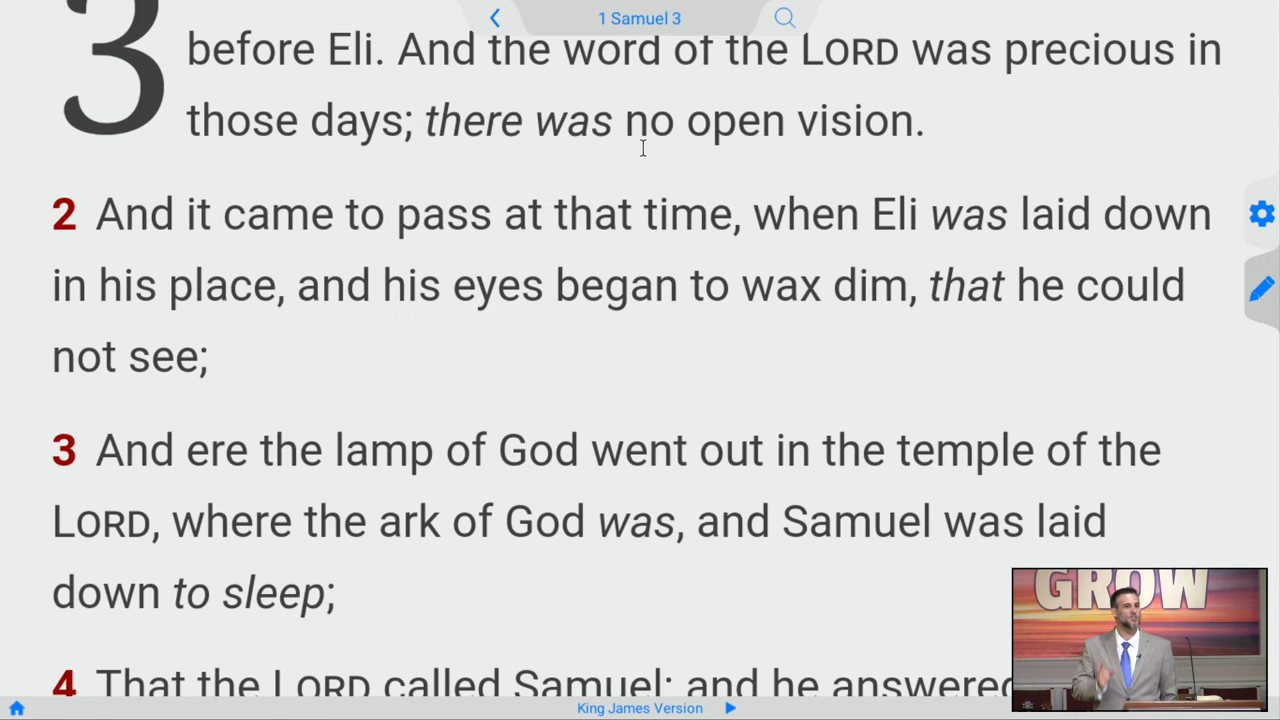 1 Samuel 3
3 before Eli. And the word of the LORD was precious in
those days; there was no open vision.
2 And it came to pass at that time, when Eli was laid down
in his place, and his eyes began to wax dim, that he could
not see;
3 And ere the lamp of God went out in the temple of the
LORD, where the ark of God was, and Samuel was laid
down to sleep;
GROW
4 That the LORD called Samuel: and he answered
King James Version